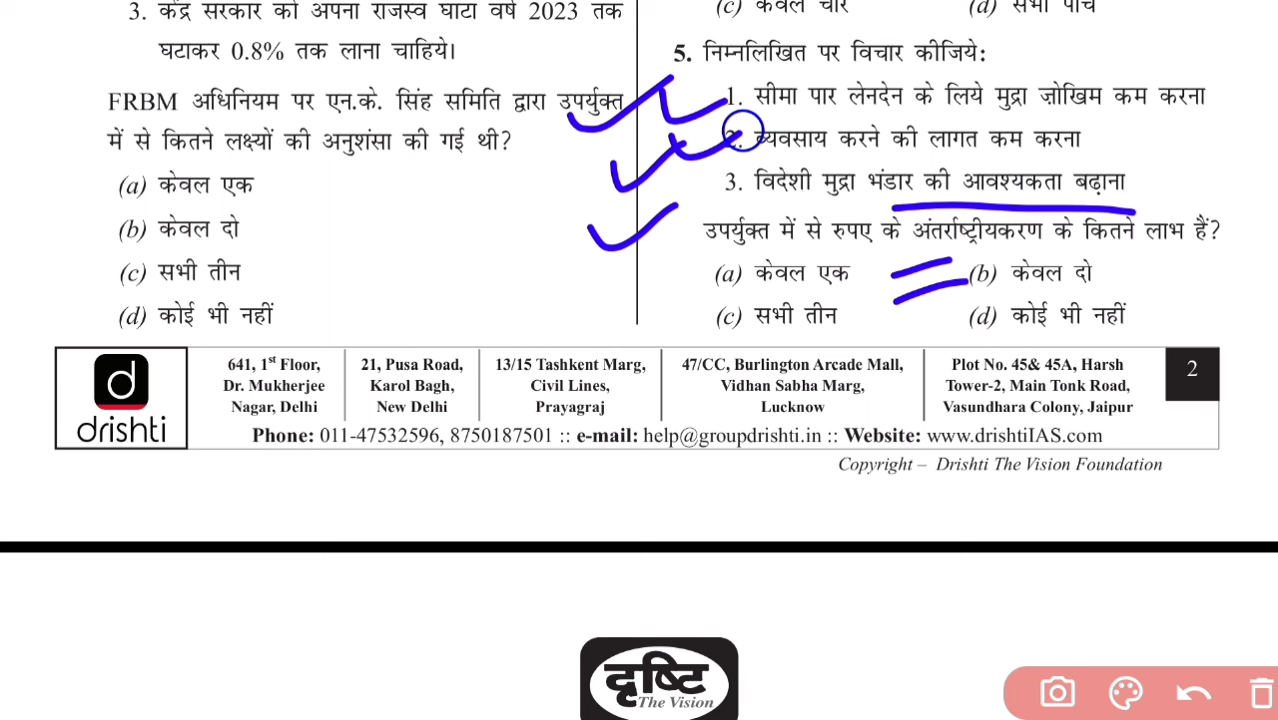 3. केंद्र सरकार को अपना राजस्व घाटा वर्ष 2023 तक
घटाकर 0.8% तक लाना चाहिये।
FRBM अधिनियम पर एन.के. सिंह समिति द्वारा उपर्युक्त
में से कितने लक्ष्यों की अनुशंसा की गई थी?
(a) केवल एक
(b) केवल दो
(c) सभी तीन
(d) कोई भी नहीं
(c) केवल चार (d) सभी पाँच
5. निम्नलिखित पर विचार कीजिये:
1. सीमा पार लेनदेन के लिये मुद्रा जोखिम कम करना
2. व्यवसाय करने की लागत कम करना
3. विदेशी मुद्रा भंडार की आवश्यकता बढ़ाना
उपर्युक्त में से रुपए के अंतर्राष्ट्रीयकरण के कितने लाभ हैं?
(a) केवल एक (b) केवल दो
(c) सभी तीन (d) कोई भी नहीं
d
drishti
641, 1st Floor,
Dr. Mukherjee
Nagar, Delhi
21, Pusa Road,
Karol Bagh,
New Delhi
13/15 Tashkent Marg,
Civil Lines,
Prayagraj
47/CC, Burlington Arcade Mall,
Vidhan Sabha Marg,
Lucknow
Plot No. 45& 45A, Harsh
Tower-2, Main Tonk Road,
Vasundhara Colony, Jaipur
2
Phone: 011-47532596, 8750187501 :: e-mail: help@groupdrishti.in :: Website: www.drishtiIAS.com
Copyright – Drishti The Vision Foundation
दृष्टि
The Vision